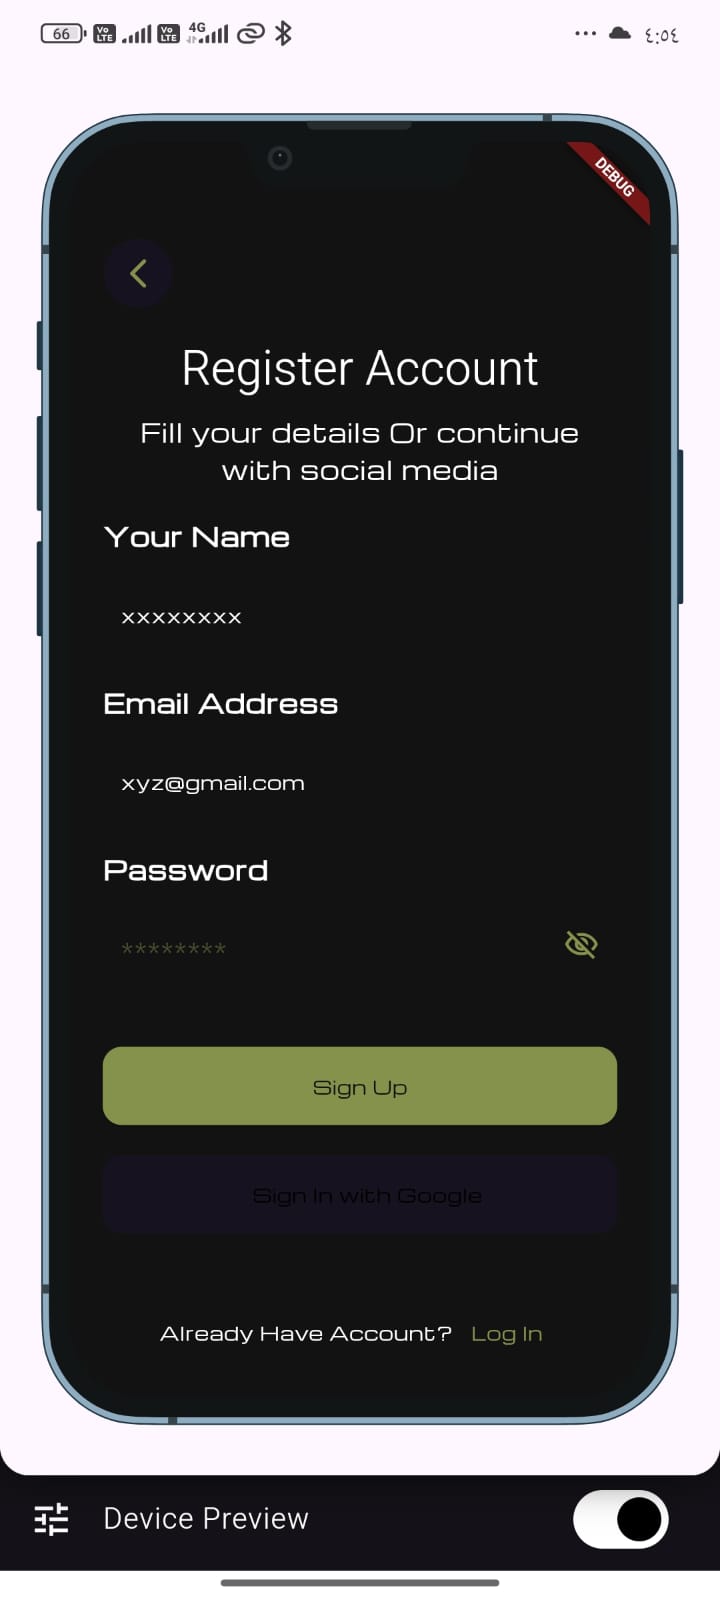 66 Vo LTE Vo LTE 4G ٤:٥٤
DEBUG
Register Account
Fill your details Or continue
with social media
Your Name
xxxxxxxx
Email Address
xyz@gmail.com
Password
********
Sign Up
Sign In with Google
Already Have Account? Log In
Device Preview